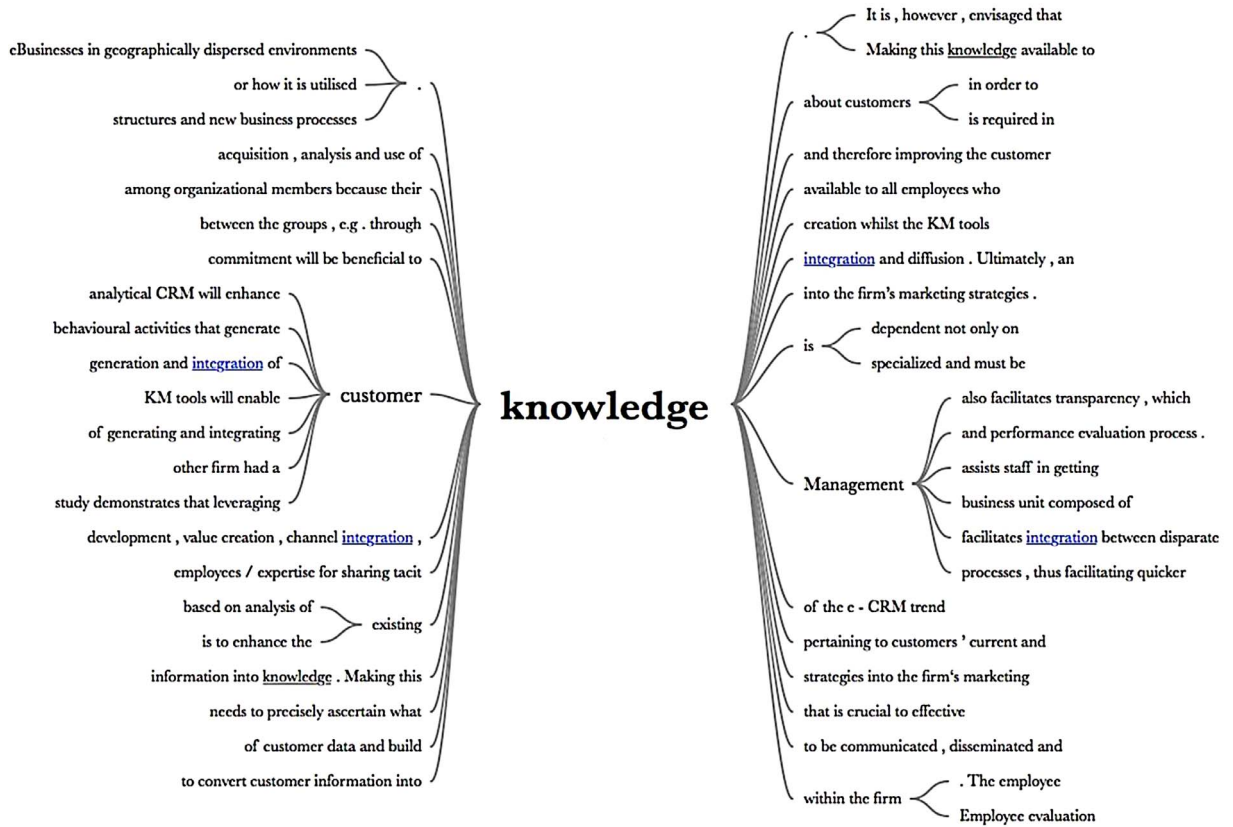 eBusinesses in geographically dispersed environments
or how it is utilised
.
structures and new business processes
acquisition , analysis and use of
among organizational members because their
between the groups , e.g . through
commitment will be beneficial to
analytical CRM will enhance
behavioural activities that generate
generation and integration of
KM tools will enable
customer
of generating and integrating
other firm had a
study demonstrates that leveraging
development , value creation , channel integration ,
employees / expertise for sharing tacit
based on analysis of
existing
is to enhance the
information into knowledge . Making this
needs to precisely ascertain what
of customer data and build
to convert customer information into
knowledge
.
It is , however , envisaged that
Making this knowledge available to
about customers
in order to
is required in
and therefore improving the customer
available to all employees who
creation whilst the KM tools
integration and diffusion . Ultimately , an
into the firm's marketing strategies .
is
dependent not only on
specialized and must be
Management
also facilitates transparency , which
and performance evaluation process .
assists staff in getting
business unit composed of
facilitates integration between disparate
processes , thus facilitating quicker
of the e - CRM trend
pertaining to customers ' current and
strategies into the firm's marketing
that is crucial to effective
to be communicated , disseminated and
within the firm
. The employee
Employee evaluation